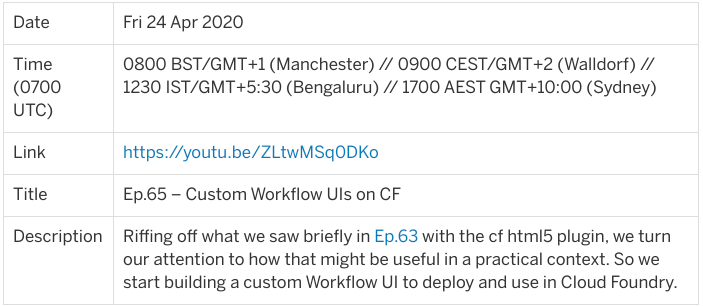 Date Fri 24 Apr 2020
Time 0800 BST/GMT+1 (Manchester) // 0900 CEST/GMT+2 (Walldorf) //
(0700 1230 IST/GMT+5:30 (Bengaluru) // 1700 AEST GMT+10:00 (Sydney)
UTC)
Link https://youtu.be/ZLtwMSq0DKo
Title Ep.65 – Custom Workflow UIs on CF
Description Riffing off what we saw briefly in Ep.63 with the cf html5 plugin, we turn
our attention to how that might be useful in a practical context. So we
start building a custom Workflow UI to deploy and use in Cloud Foundry.